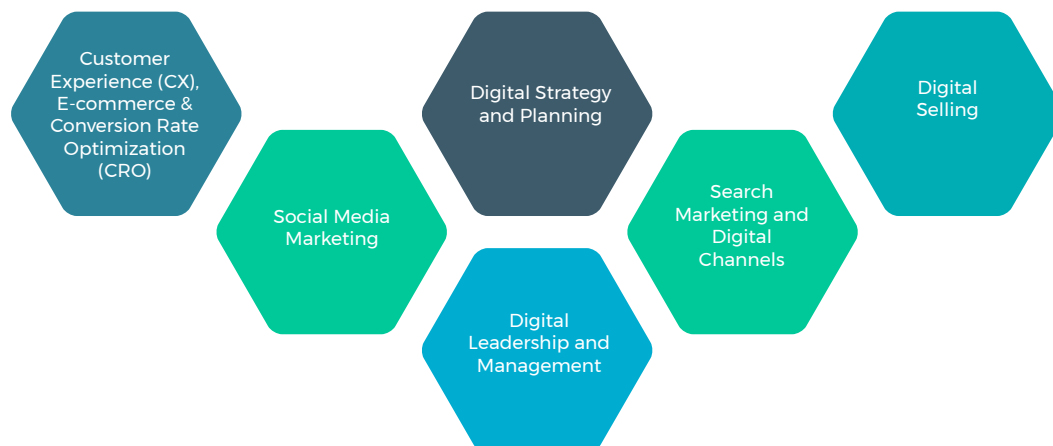 Customer
Experience (CX),
E-commerce &
Conversion Rate
Optimization
(CRO)
Social Media
Marketing
Digital Strategy
and Planning
Digital
Leadership and
Management
Search
Marketing and
Digital
Channels
Digital
Selling